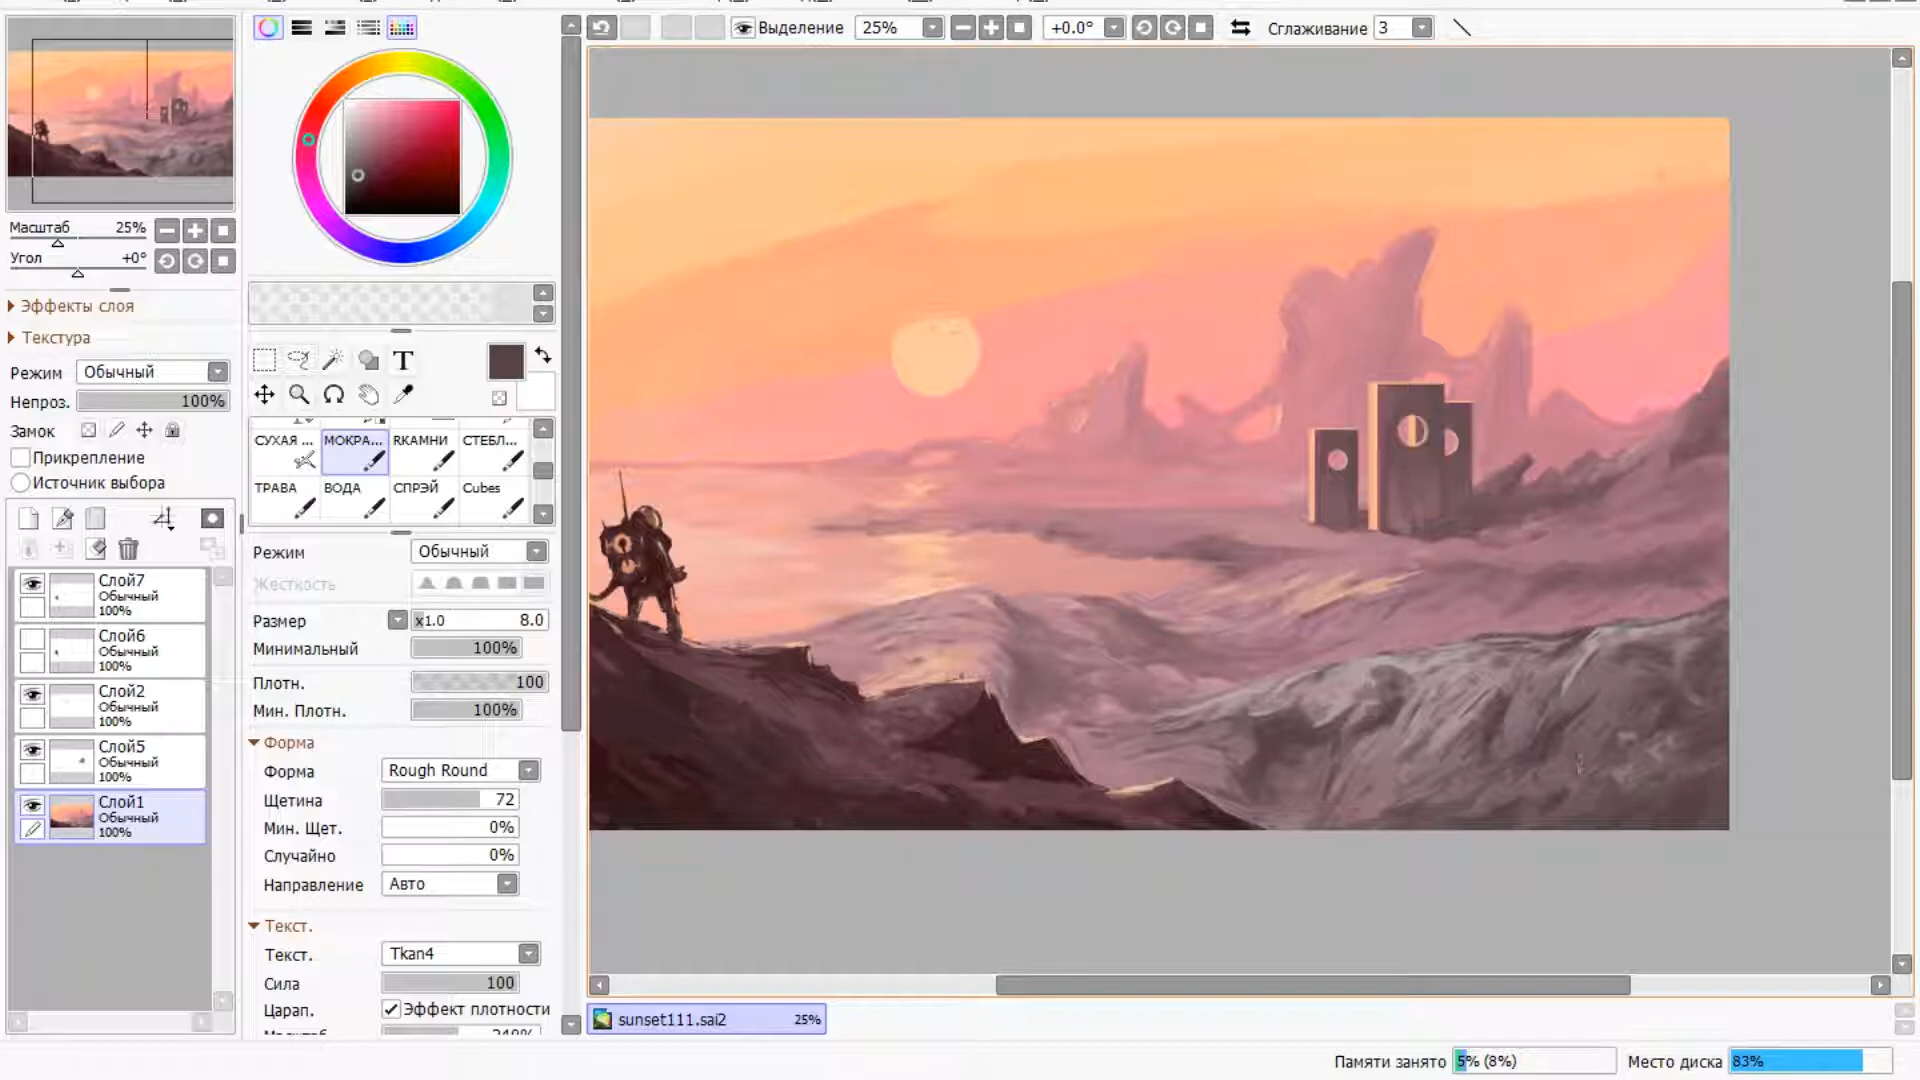 Выделение 25% +0.0° Сглаживание 3
Масштаб 25%
Угол +0°
Эффекты слоя
Текстура
Режим Обычный
Непроз. 100%
Замок
Прикрепление
Источник выбора
Слой7
Обычный
100%
Слой6
Обычный
100%
Слой2
Обычный
100%
Слой5
Обычный
100%
Слой1
Обычный
100%
T
СУХАЯ ... МОКРА... RКАМНИ СТЕБЛ...
ТРАВА ВОДА СПРЭЙ Cubes
Режим Обычный
Жесткость
Размер x1.0 8.0
Минимальный 100%
Плотн. 100
Мин. Плотн. 100%
Форма
Форма Rough Round
Щетина 72
Мин. Щет. 0%
Случайно 0%
Направление Авто
Текст.
Текст. Tkan4
Сила 100
Царап. Эффект плотности
sunset111.sai2 25%
Памяти занято 5% (8%) Место диска 83%